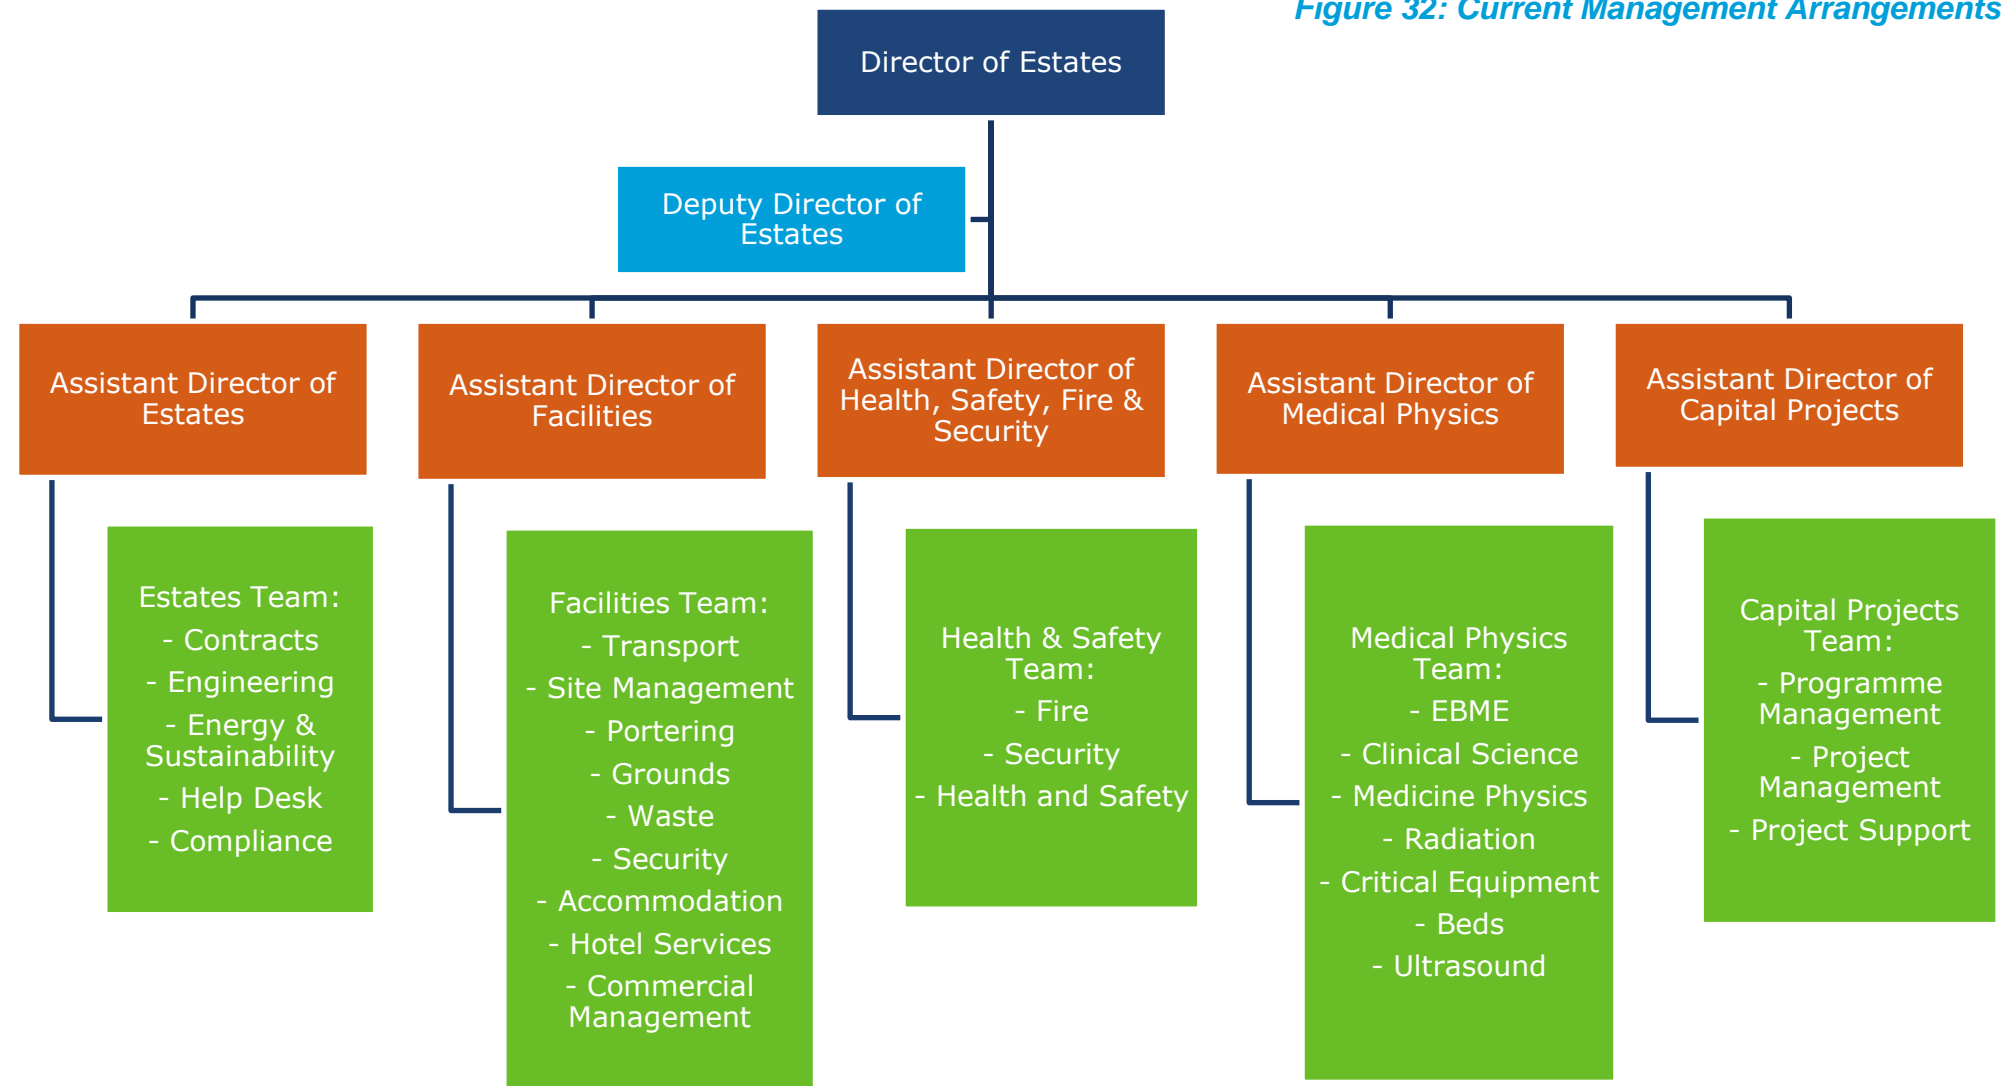 Figure 32: Current Management Arrangements
Director of Estates
Deputy Director of
Estates
Assistant Director of
Estates
Assistant Director of
Facilities
Assistant Director of
Health, Safety, Fire &
Security
Assistant Director of
Medical Physics
Assistant Director of
Capital Projects
Estates Team:
- Contracts
- Engineering
- Energy &
Sustainability
- Help Desk
- Compliance
Facilities Team:
- Transport
- Site Management
- Portering
- Grounds
- Waste
- Security
- Accommodation
- Hotel Services
- Commercial
Management
Health & Safety
Team:
- Fire
- Security
- Health and Safety
Medical Physics
Team:
- EBME
- Clinical Science
- Medicine Physics
- Radiation
- Critical Equipment
- Beds
- Ultrasound
Capital Projects
Team:
- Programme
Management
- Project
Management
- Project Support